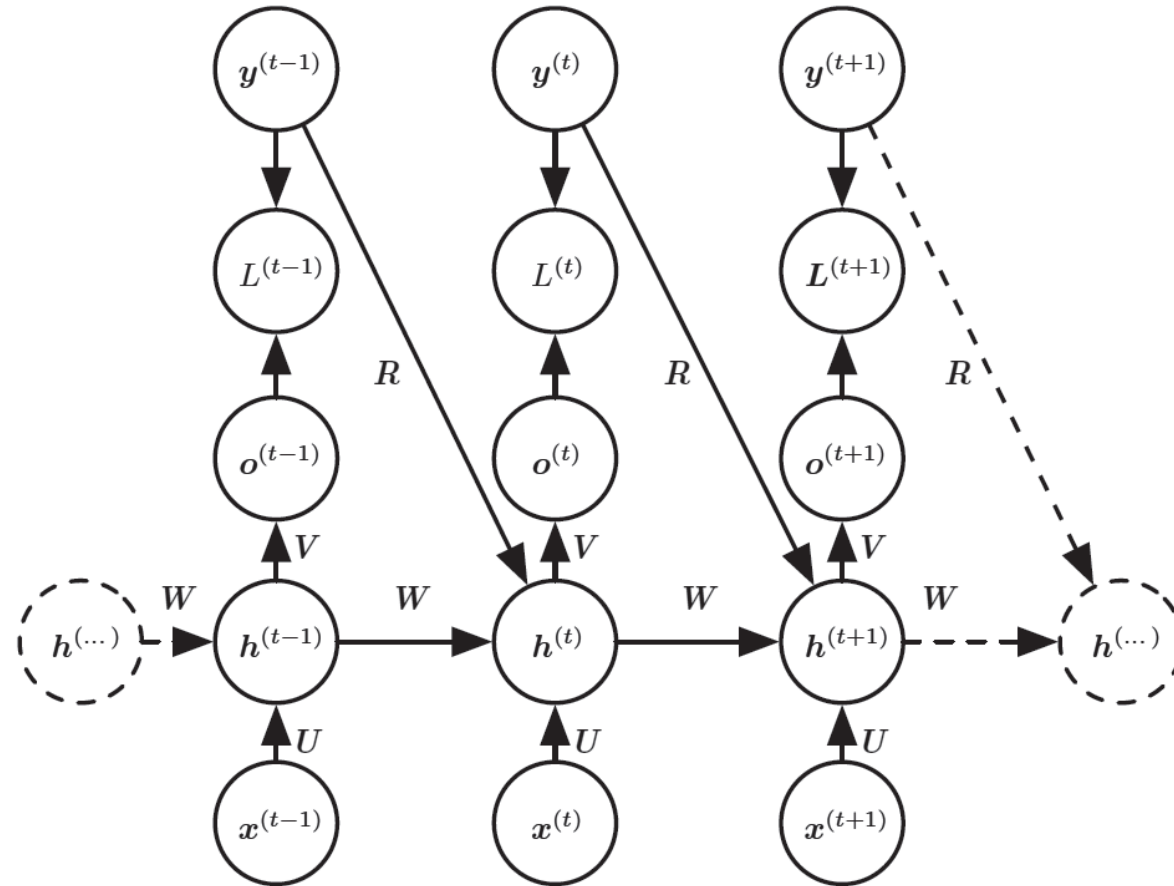 y^(t−1) y^(t) y^(t+1)
L^(t−1) L^(t) L^(t+1)
R R R
o^(t−1) o^(t) o^(t+1)
V V V
W W W W
h^(...) h^(t−1) h^(t) h^(t+1) h^(...)
U U U
x^(t−1) x^(t) x^(t+1)